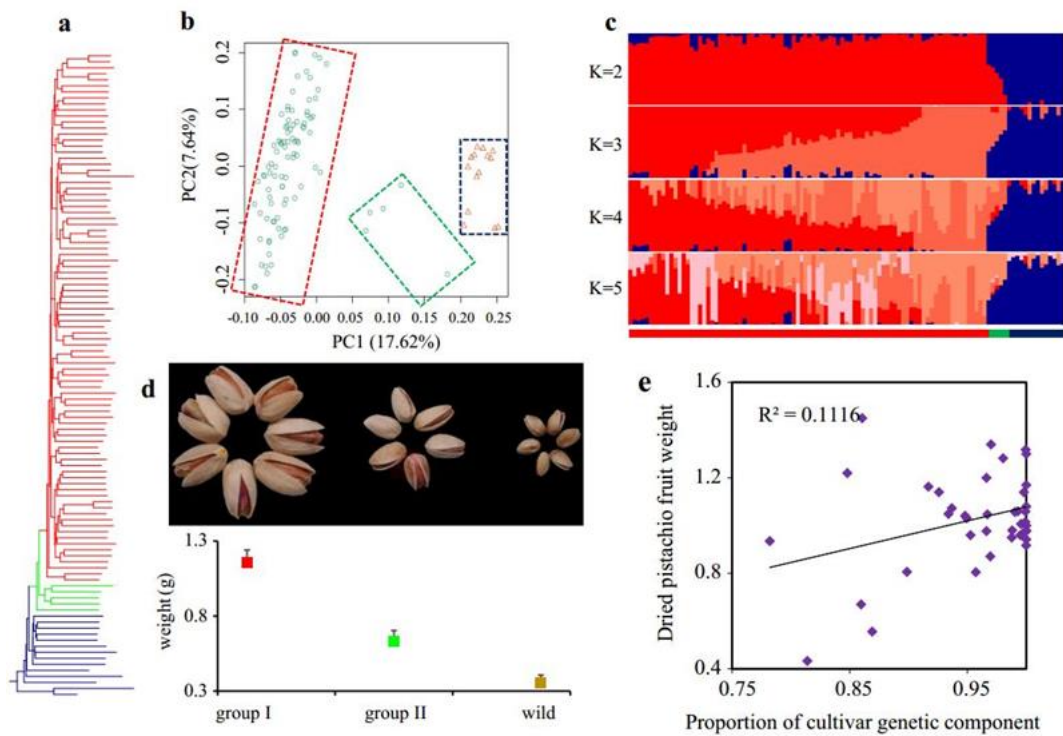 a
b
PC2(7.64%)
0.2
0.1
0.0
-0.1
-0.2
-0.10 -0.05 0.00 0.05 0.10 0.15 0.20 0.25
PC1 (17.62%)
c
K=2
K=3
K=4
K=5
d
weight (g)
1.3
0.8
0.3
group I group II wild
e
Dried pistachio fruit weight
1.6
1.2
0.8
0.4
R² = 0.1116
0.75 0.85 0.95
Proportion of cultivar genetic component